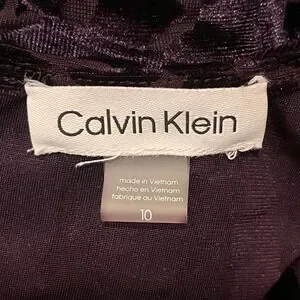 Calvin Klein
made in Vietnam
hecho en Vietnam
fabriqué au Vietnam
10